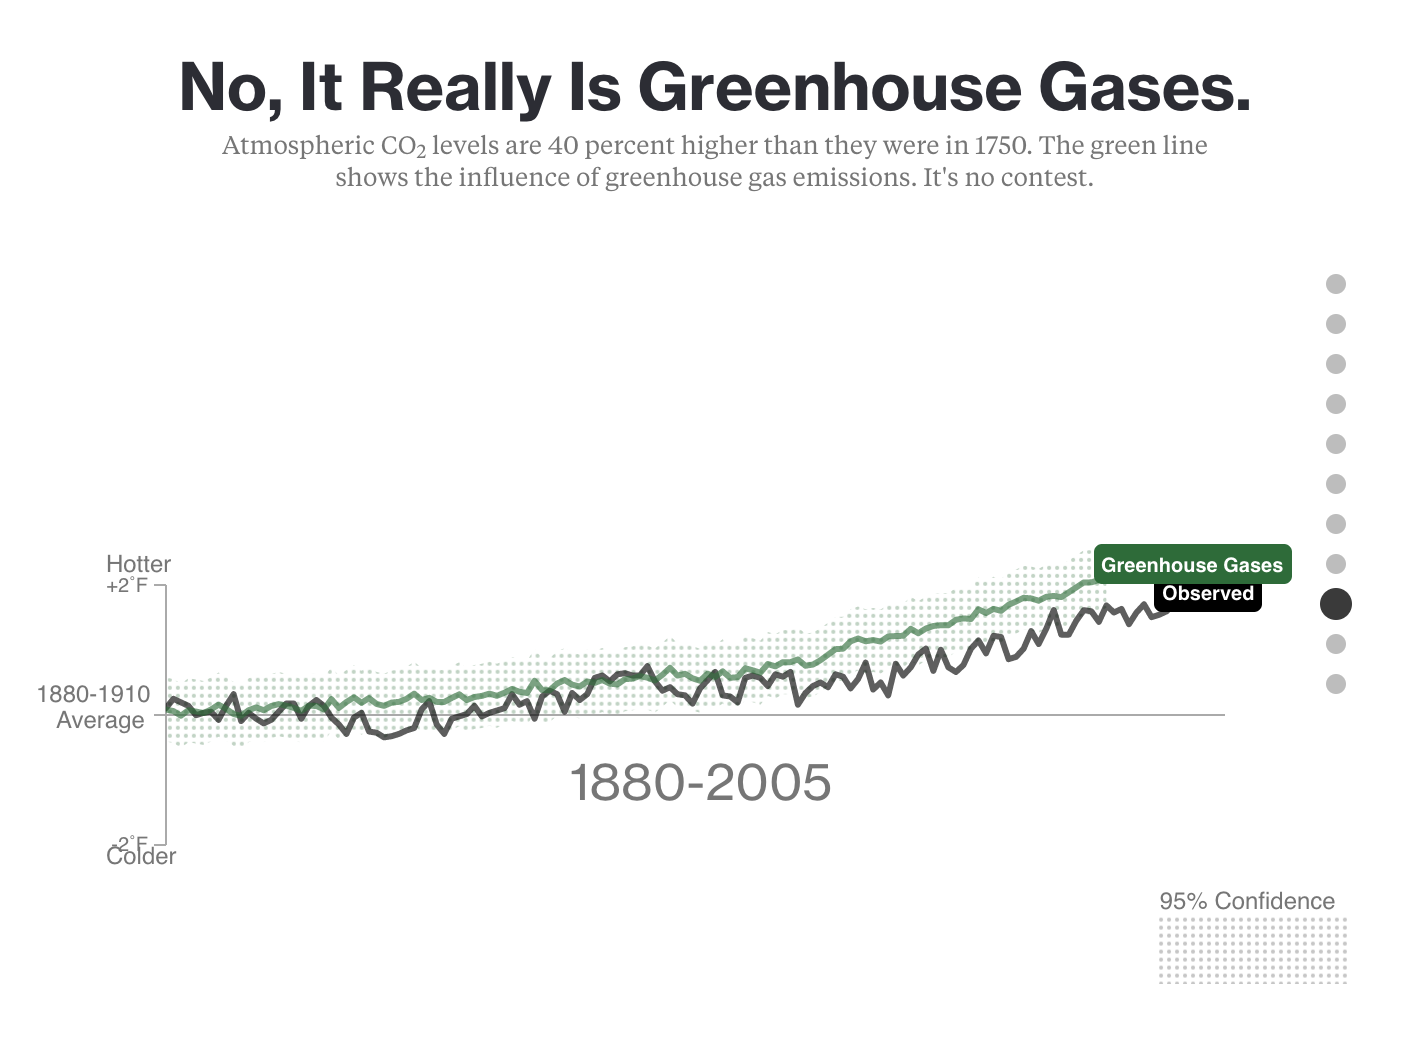 No, It Really Is Greenhouse Gases.
Atmospheric CO₂ levels are 40 percent higher than they were in 1750. The green line
shows the influence of greenhouse gas emissions. It's no contest.
Hotter
+2°F
Greenhouse Gases
Observed
1880-1910
Average
1880-2005
-2°F
Colder
95% Confidence